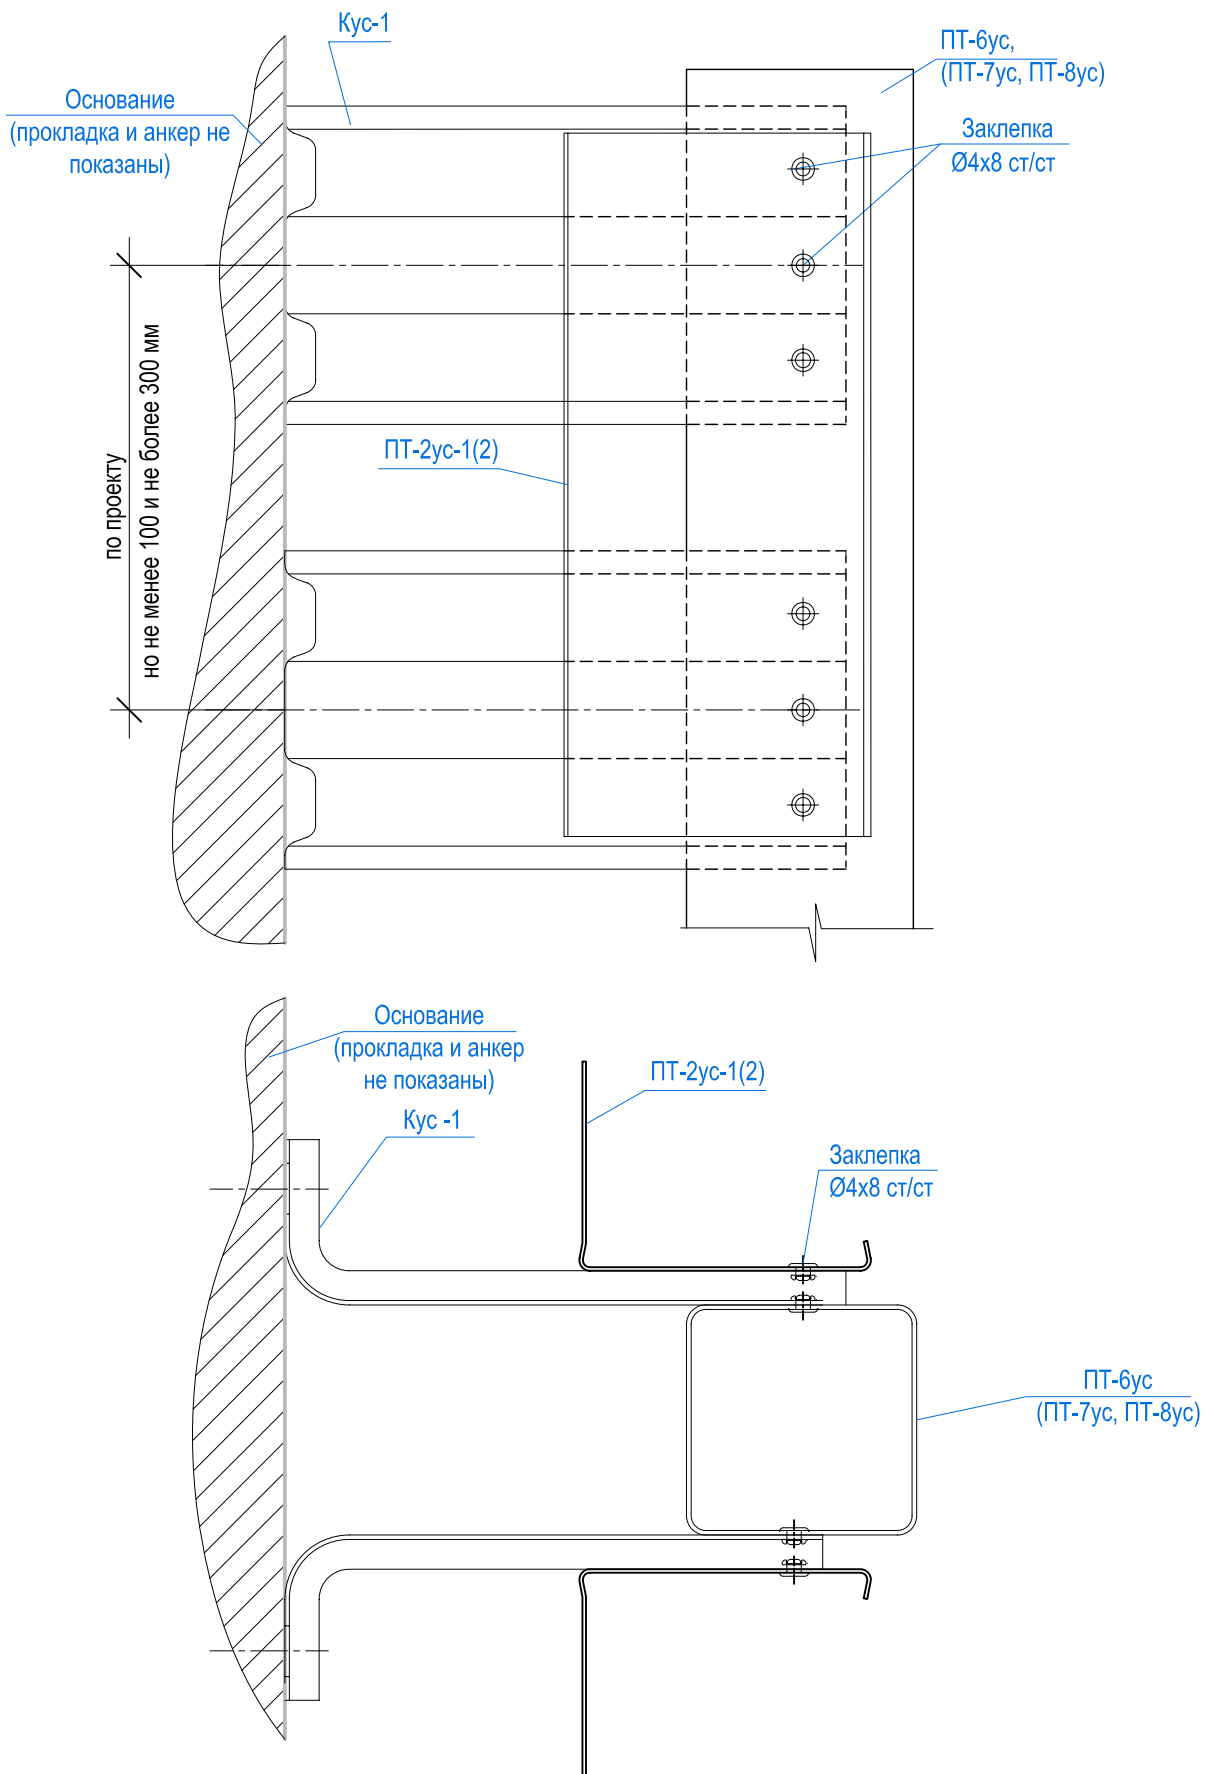 Кус-1
ПТ-6ус,
(ПТ-7ус, ПТ-8ус)
Основание
(прокладка и анкер не
показаны)
Заклепка
Ø4x8 ст/ст
по проекту
но не менее 100 и не более 300 мм
ПТ-2ус-1(2)
Основание
(прокладка и анкер
не показаны)
Кус -1
ПТ-2ус-1(2)
Заклепка
Ø4x8 ст/ст
ПТ-6ус
(ПТ-7ус, ПТ-8ус)